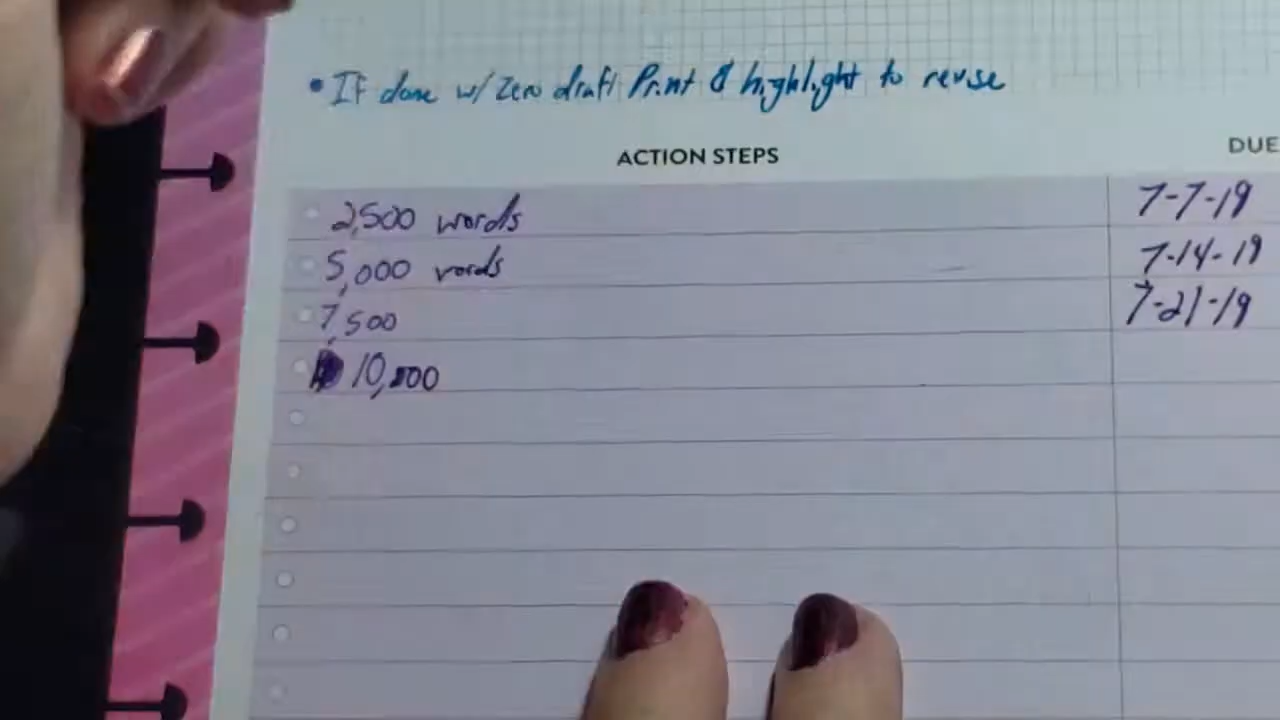 • If done w/ Zero draft Print & highlight to revise
ACTION STEPS
DUE
2,500 words 7-7-19
5,000 words 7-14-19
7,500 7-21-19
10,000